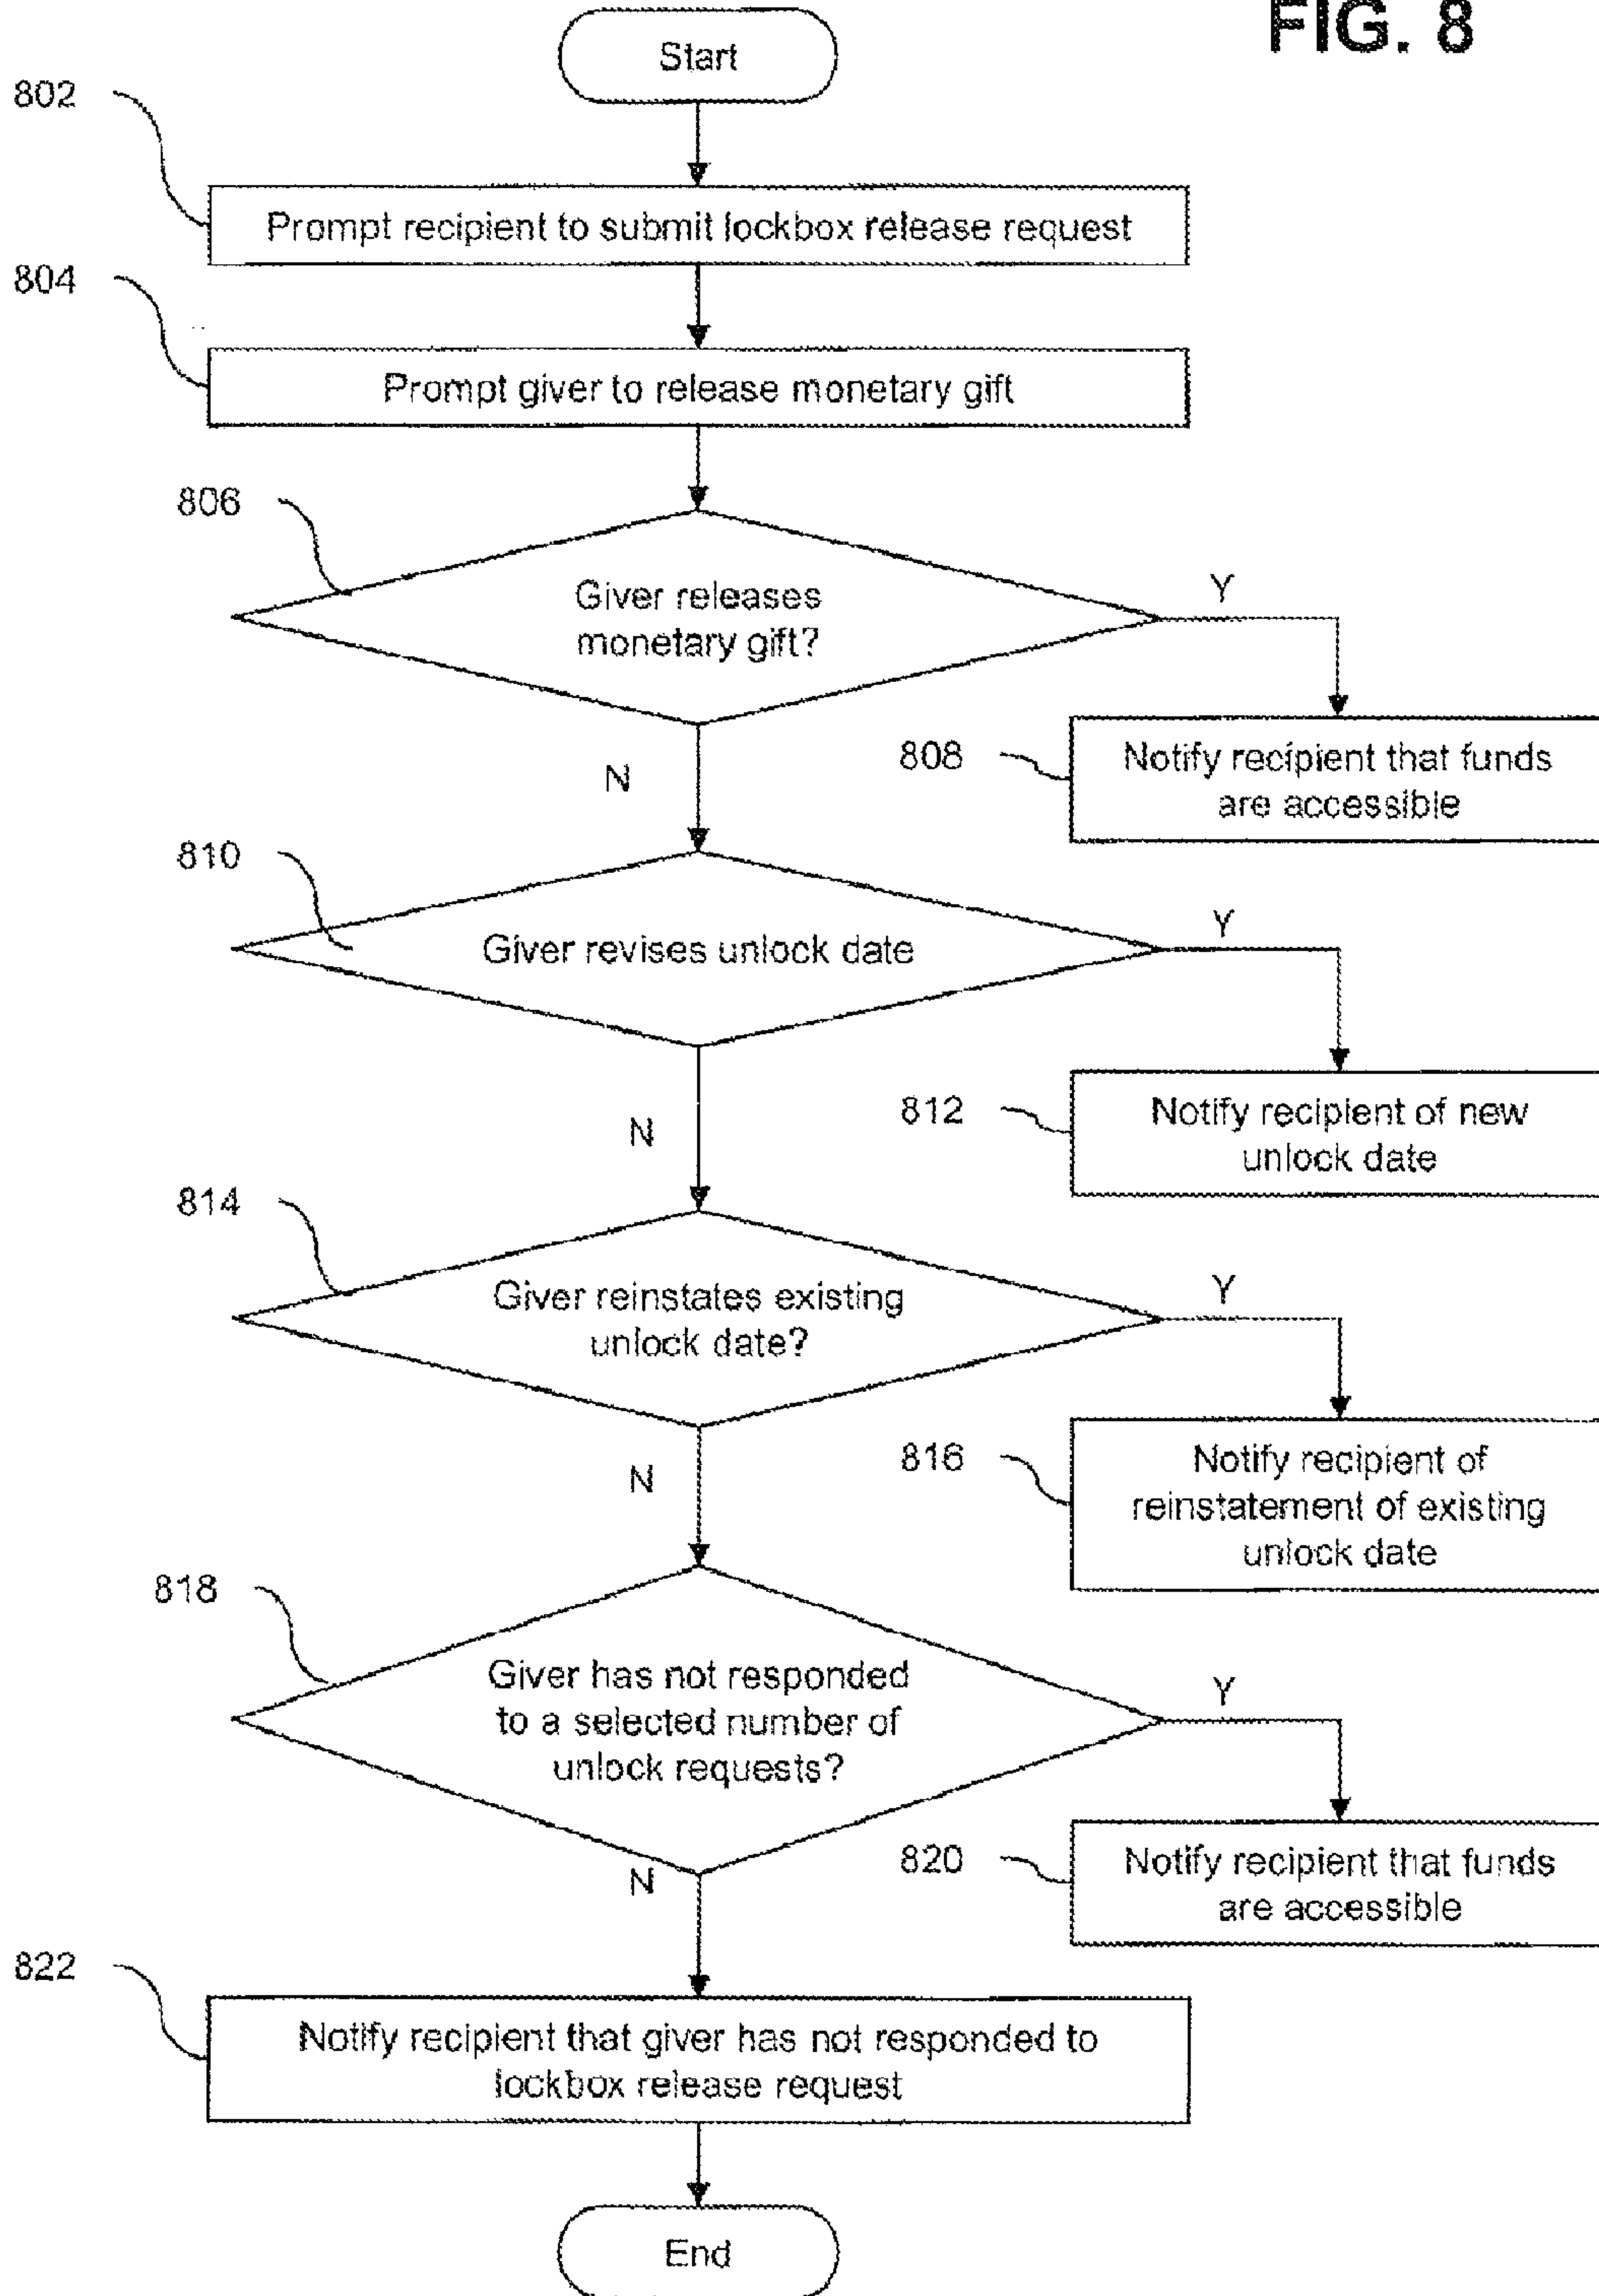 FIG. 8
Start
802
Prompt recipient to submit lockbox release request
804
Prompt giver to release monetary gift
806
Giver releases
monetary gift?
Y
N
808
Notify recipient that funds
are accessible
810
Giver revises unlock date
Y
N
812
Notify recipient of new
unlock date
814
Giver reinstates existing
unlock date?
Y
N
816
Notify recipient of
reinstatement of existing
unlock date
818
Giver has not responded
to a selected number of
unlock requests?
Y
N
820
Notify recipient that funds
are accessible
822
Notify recipient that giver has not responded to
lockbox release request
End